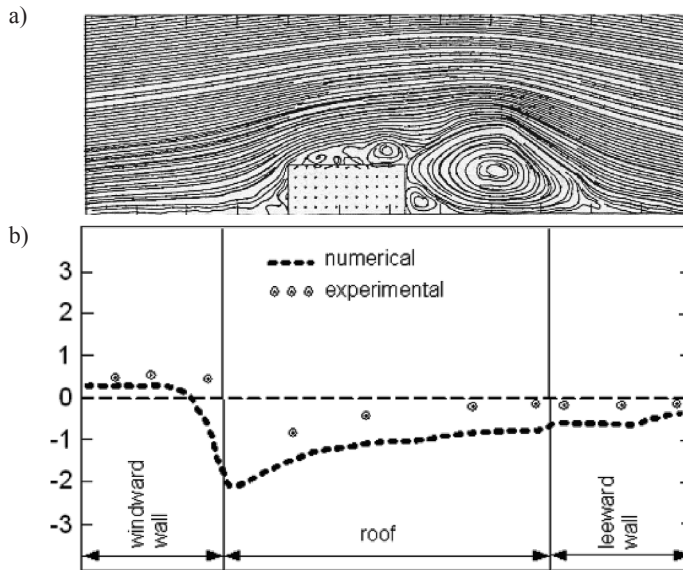 a)
b)
numerical
experimental
3
2
1
0
-1
-2
-3
windward
wall
roof
leeward
wall